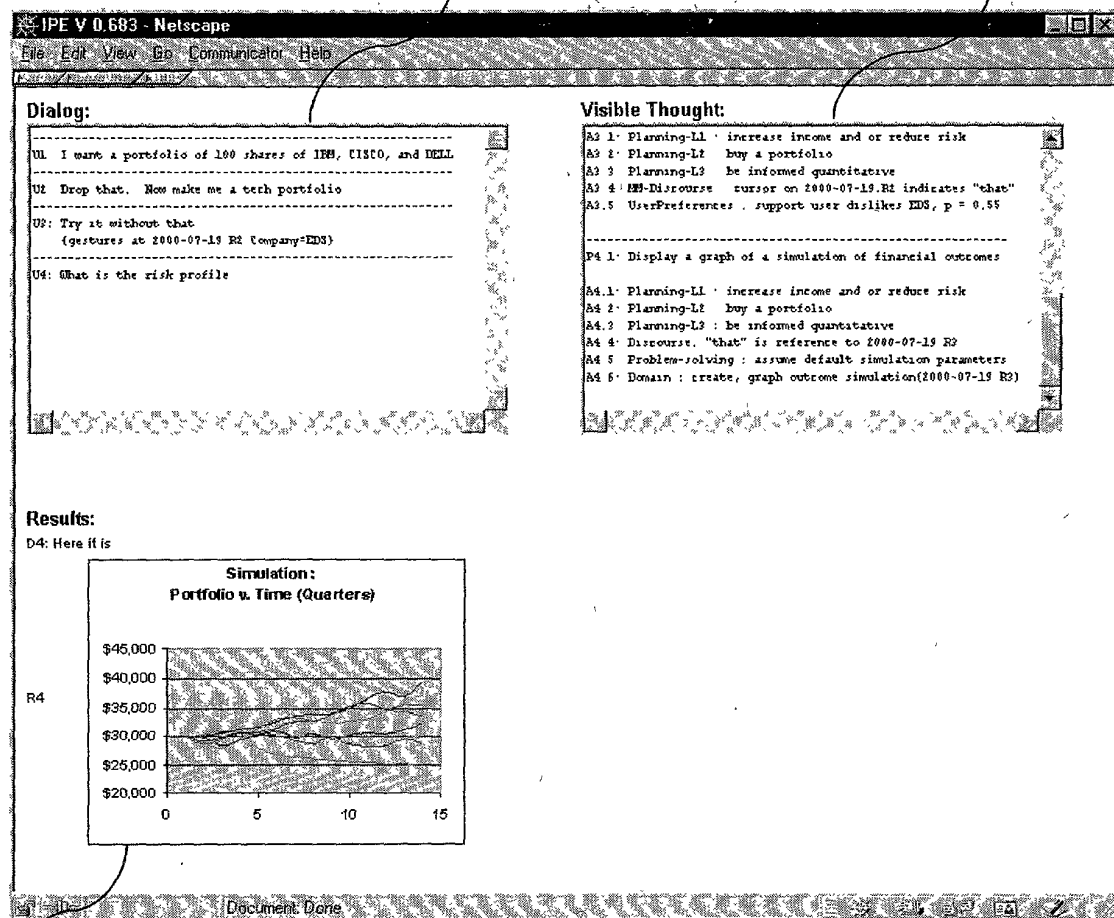 IPE V 0.683 - Netscape
File Edit View Go Communicator Help
Dialog:
U1 I want a portfolio of 100 shares of IBM, CISCO, and DELL
U2 Drop that. Now make me a tech portfolio
U3: Try it without that
{gestures at 2000-07-19 R2 Company=EDS}
U4: What is the risk profile
Visible Thought:
A3 1· Planning-L1 · increase income and or reduce risk
A3 2· Planning-L2 buy a portfolio
A3 3 Planning-L3 be informed quantitative
A3 4 MM-Discourse cursor on 2000-07-19.R2 indicates "that"
A3.5 UserPreferences . support user dislikes EDS, p = 0.55
P4 1· Display a graph of a simulation of financial outcomes
A4.1· Planning-L1 · increase income and or reduce risk
A4 2· Planning-L2 buy a portfolio
A4.3 Planning-L3 : be informed quantitative
A4 4· Discourse. "that" is reference to 2000-07-19 R3
A4 5 Problem-solving : assume default simulation parameters
A4 6· Domain : create, graph outcome simulation(2000-07-19 R3)
Results:
D4: Here it is
R4
Simulation:
Portfolio v. Time (Quarters)
$45,000
$40,000
$35,000
$30,000
$25,000
$20,000
0 5 10 15
Document: Done